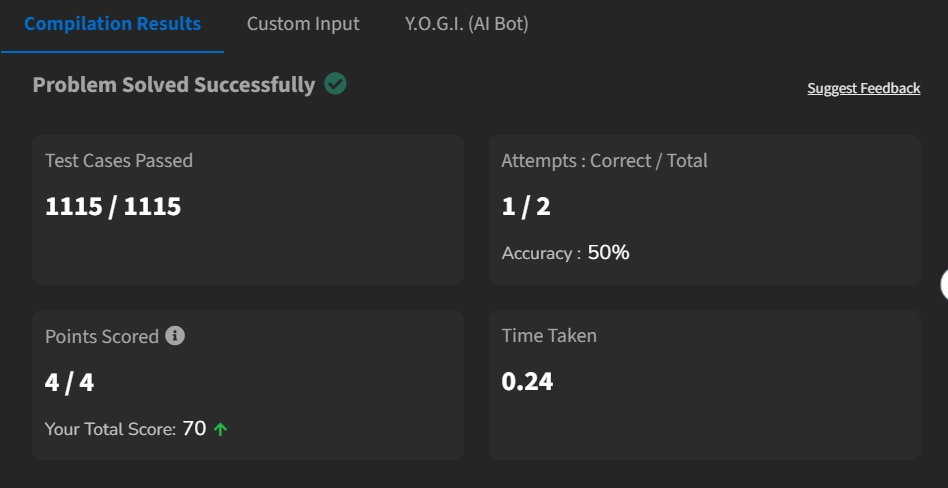 Compilation Results Custom Input Y.O.G.I. (AI Bot)
Problem Solved Successfully
Suggest Feedback
Test Cases Passed
1115 / 1115
Attempts : Correct / Total
1 / 2
Accuracy : 50%
Points Scored
4 / 4
Your Total Score: 70
Time Taken
0.24